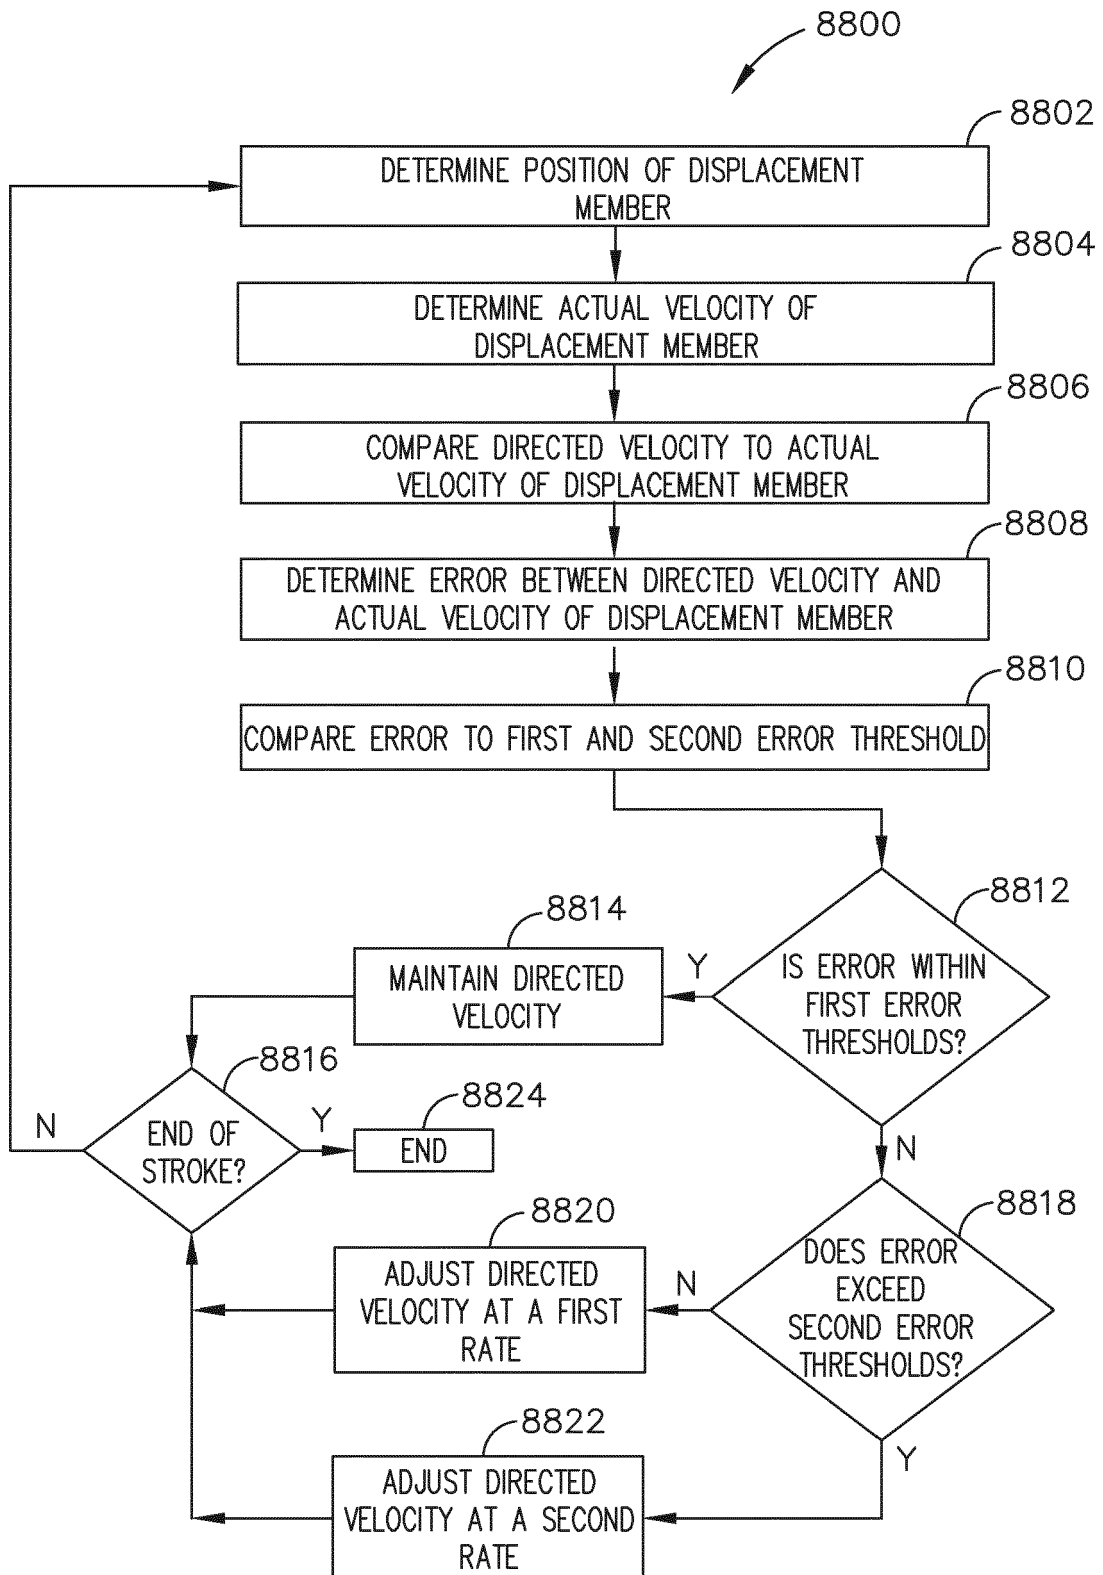 8800
8802
DETERMINE POSITION OF DISPLACEMENT
MEMBER
8804
DETERMINE ACTUAL VELOCITY OF
DISPLACEMENT MEMBER
8806
COMPARE DIRECTED VELOCITY TO ACTUAL
VELOCITY OF DISPLACEMENT MEMBER
8808
DETERMINE ERROR BETWEEN DIRECTED VELOCITY AND
ACTUAL VELOCITY OF DISPLACEMENT MEMBER
8810
COMPARE ERROR TO FIRST AND SECOND ERROR THRESHOLD
8812
IS ERROR WITHIN
FIRST ERROR
THRESHOLDS?
Y
8814
MAINTAIN DIRECTED
VELOCITY
8816
END OF
STROKE?
N
Y
8824
END
N
8818
DOES ERROR
EXCEED
SECOND ERROR
THRESHOLDS?
N
8820
ADJUST DIRECTED
VELOCITY AT A FIRST
RATE
Y
8822
ADJUST DIRECTED
VELOCITY AT A SECOND
RATE